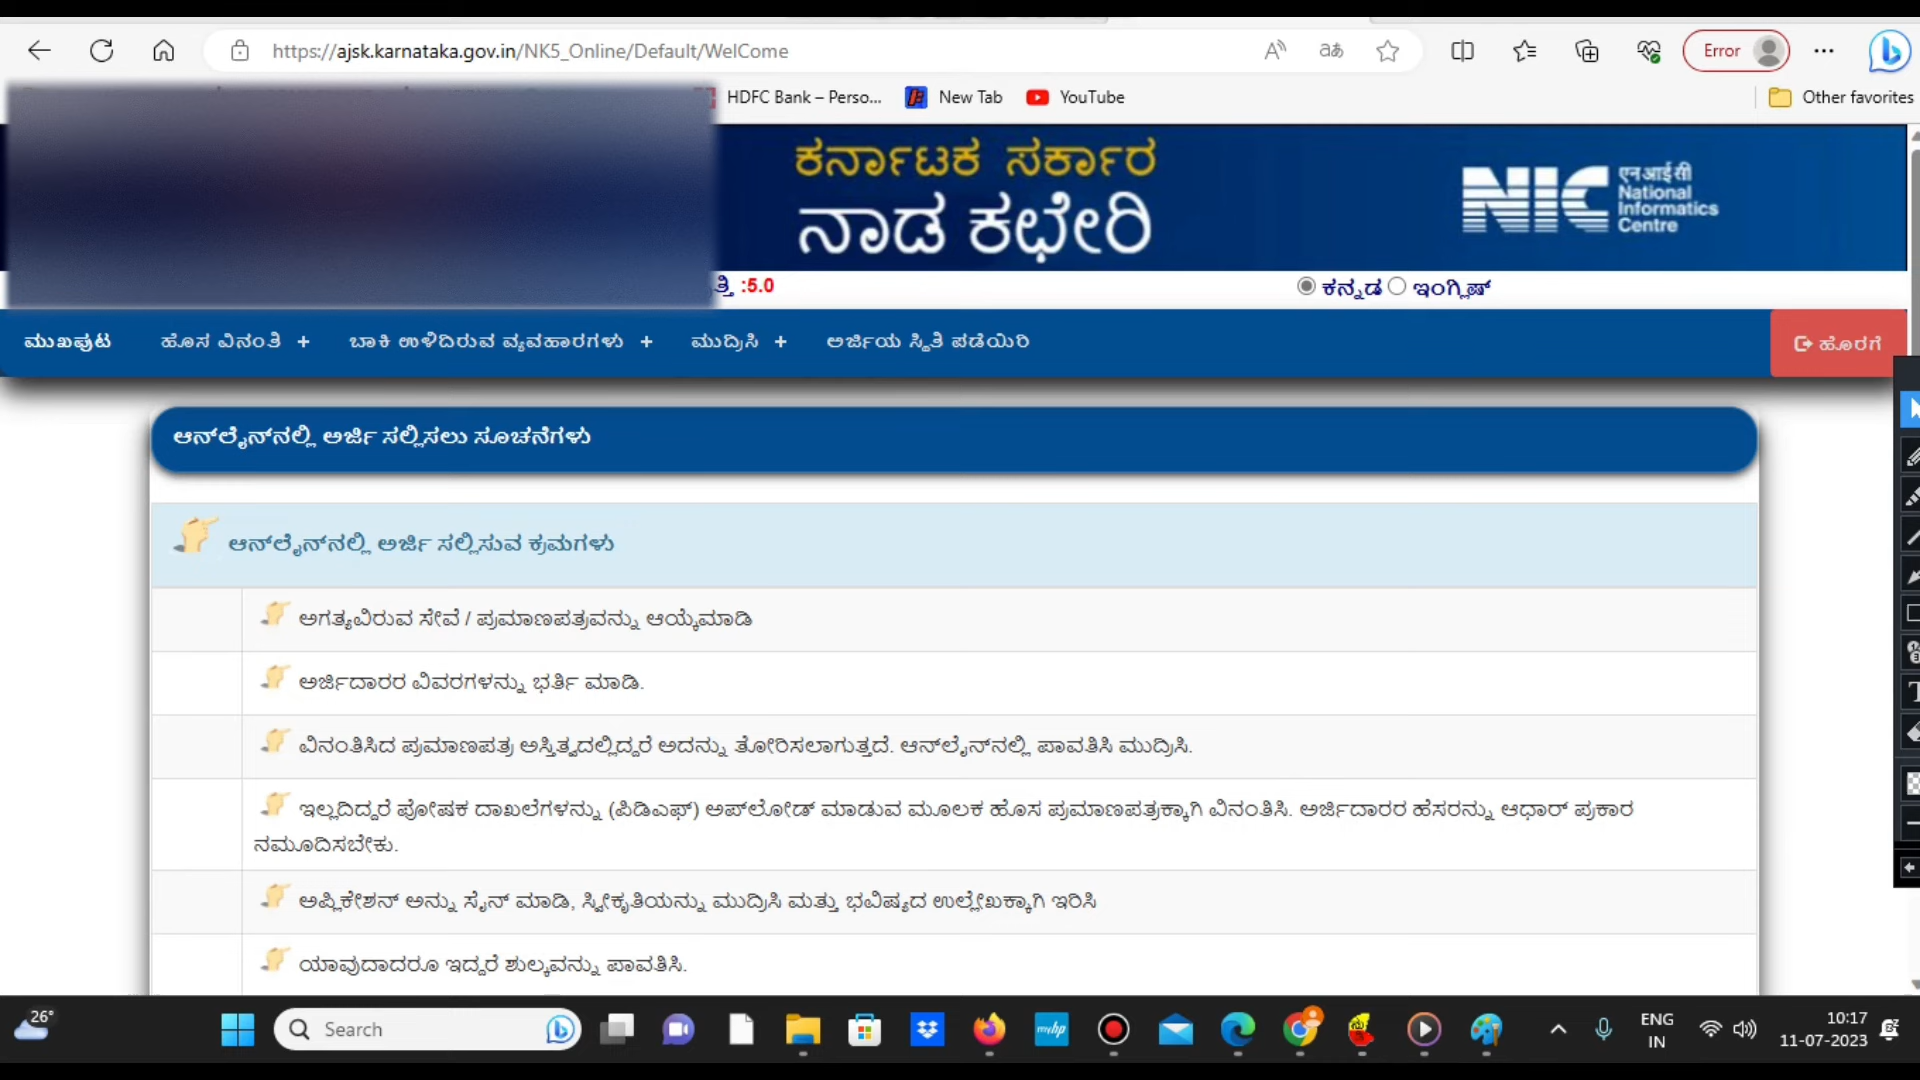 https://ajsk.karnataka.gov.in/NK5_Online/Default/WelCome
Error
HDFC Bank – Perso...
New Tab
YouTube
Other favorites
ಕರ್ನಾಟಕ ಸರ್ಕಾರ
ನಾಡ ಕಛೇರಿ
NIC
एनआईसी
National
Informatics
Centre
:5.0
ಕನ್ನಡ ಇಂಗ್ಲಿಷ್
ಮುಖಪುಟ ಹೊಸ ವಿನಂತಿ + ಬಾಕಿ ಉಳಿದಿರುವ ವ್ಯವಹಾರಗಳು + ಮುದ್ರಿಸಿ + ಅರ್ಜಿಯ ಸ್ಥಿತಿ ಪಡೆಯಿರಿ ಹೊರಗೆ
ಆನ್‌ಲೈನ್‌ನಲ್ಲಿ ಅರ್ಜಿ ಸಲ್ಲಿಸಲು ಸೂಚನೆಗಳು
ಆನ್‌ಲೈನ್‌ನಲ್ಲಿ ಅರ್ಜಿ ಸಲ್ಲಿಸುವ ಕ್ರಮಗಳು
ಅಗತ್ಯವಿರುವ ಸೇವೆ / ಪ್ರಮಾಣಪತ್ರವನ್ನು ಆಯ್ಕೆಮಾಡಿ
ಅರ್ಜಿದಾರರ ವಿವರಗಳನ್ನು ಭರ್ತಿ ಮಾಡಿ.
ವಿನಂತಿಸಿದ ಪ್ರಮಾಣಪತ್ರ ಅಸ್ತಿತ್ವದಲ್ಲಿದ್ದರೆ ಅದನ್ನು ತೋರಿಸಲಾಗುತ್ತದೆ. ಆನ್‌ಲೈನ್‌ನಲ್ಲಿ ಪಾವತಿಸಿ ಮುದ್ರಿಸಿ.
ಇಲ್ಲದಿದ್ದರೆ ಪೋಷಕ ದಾಖಲೆಗಳನ್ನು (ಪಿಡಿಎಫ್) ಅಪ್‌ಲೋಡ್ ಮಾಡುವ ಮೂಲಕ ಹೊಸ ಪ್ರಮಾಣಪತ್ರಕ್ಕಾಗಿ ವಿನಂತಿಸಿ. ಅರ್ಜಿದಾರರ ಹೆಸರನ್ನು ಆಧಾರ್ ಪ್ರಕಾರ
ನಮೂದಿಸಬೇಕು.
ಅಪ್ಲಿಕೇಶನ್ ಅನ್ನು ಸೈನ್ ಮಾಡಿ, ಸ್ವೀಕೃತಿಯನ್ನು ಮುದ್ರಿಸಿ ಮತ್ತು ಭವಿಷ್ಯದ ಉಲ್ಲೇಖಕ್ಕಾಗಿ ಇರಿಸಿ
ಯಾವುದಾದರೂ ಇದ್ದರೆ ಶುಲ್ಕವನ್ನು ಪಾವತಿಸಿ.
26°
Search
myhp
ENG
IN
10:17
11-07-2023